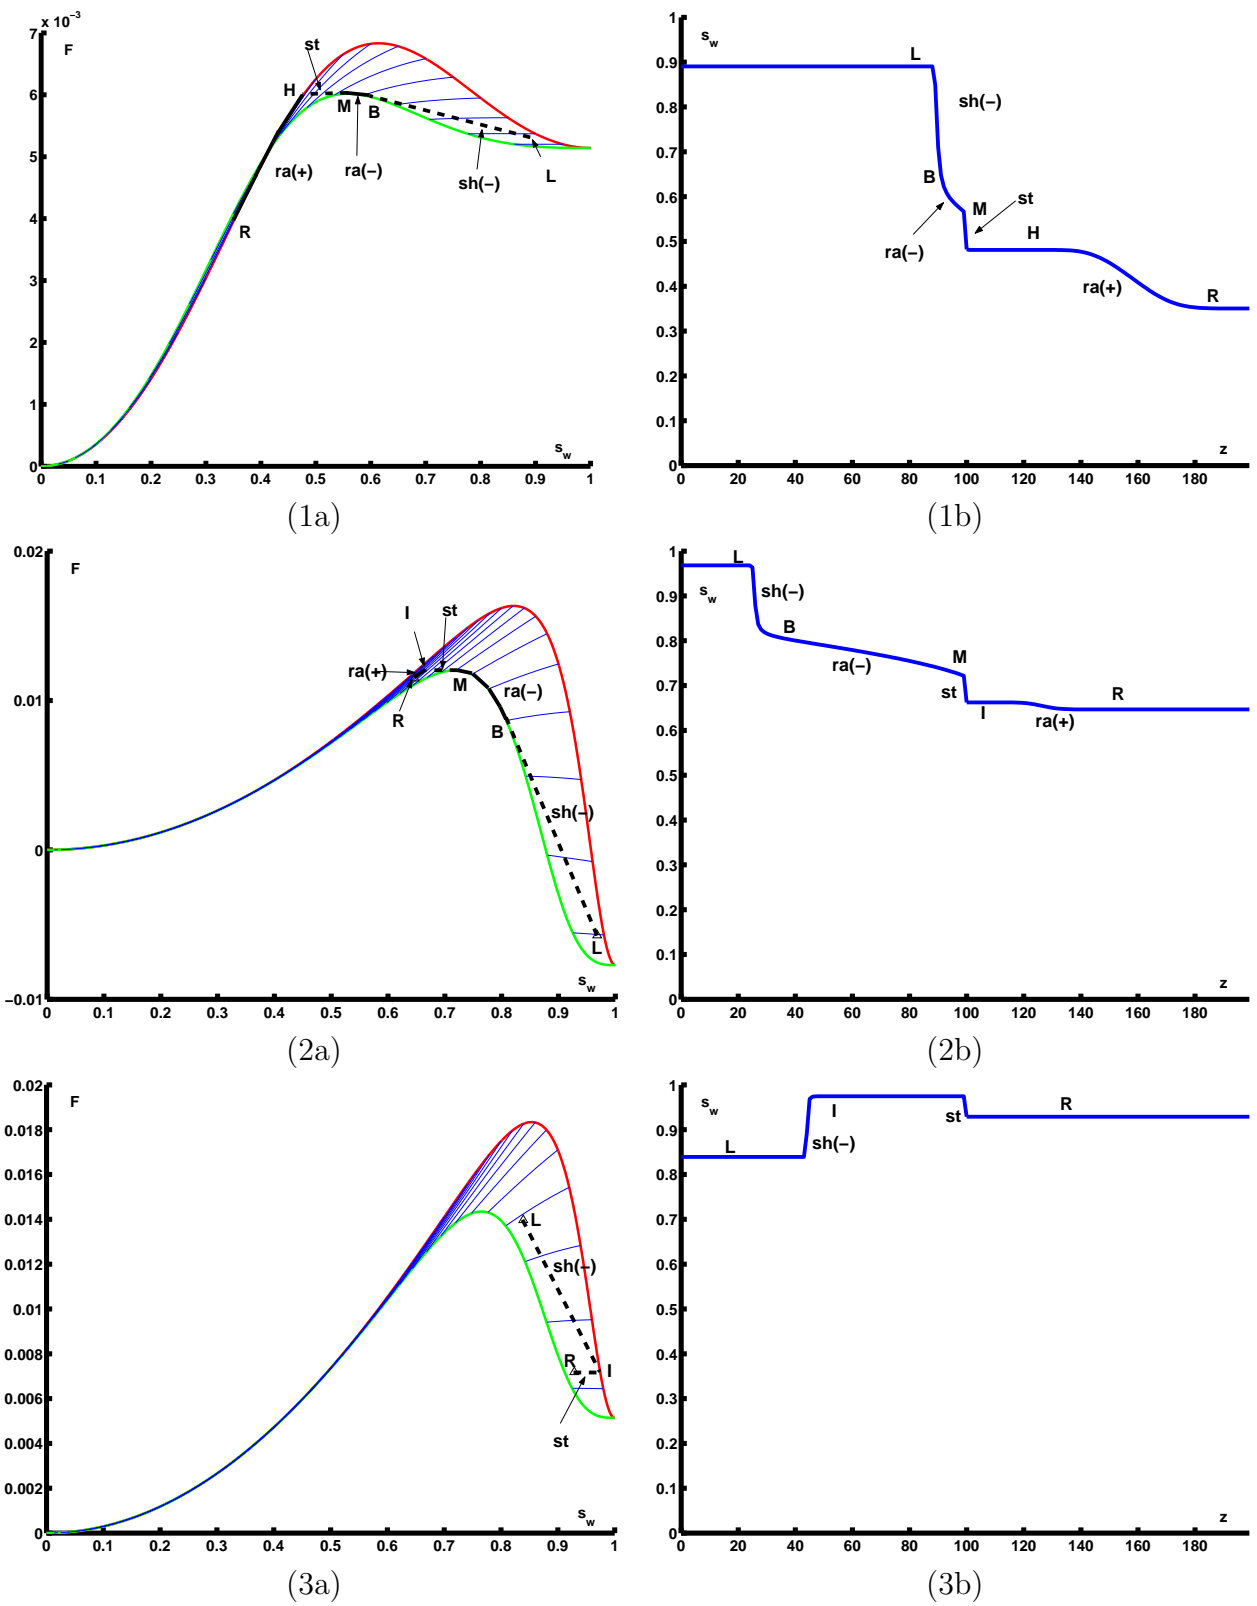 x 10⁻³
7
6
5
4
3
2
1
0
F
st
H
M
B
ra(+)
ra(−)
sh(−)
L
R
s_w
0 0.1 0.2 0.3 0.4 0.5 0.6 0.7 0.8 0.9 1
(1a)
1
0.9
0.8
0.7
0.6
0.5
0.4
0.3
0.2
0.1
0
s_w
L
sh(−)
B
M
st
ra(−)
H
ra(+)
R
z
0 20 40 60 80 100 120 140 160 180
(1b)
0.02
0.01
0
−0.01
F
I
st
ra(+)
M
ra(−)
R
B
sh(−)
L
s_w
0 0.1 0.2 0.3 0.4 0.5 0.6 0.7 0.8 0.9 1
(2a)
1
0.9
0.8
0.7
0.6
0.5
0.4
0.3
0.2
0.1
0
L
s_w
sh(−)
B
ra(−)
M
st
I
R
ra(+)
z
0 20 40 60 80 100 120 140 160 180
(2b)
0.02
0.018
0.016
0.014
0.012
0.01
0.008
0.006
0.004
0.002
0
F
L
sh(−)
R
I
st
s_w
0 0.1 0.2 0.3 0.4 0.5 0.6 0.7 0.8 0.9 1
(3a)
1
0.9
0.8
0.7
0.6
0.5
0.4
0.3
0.2
0.1
0
s_w
I
R
st
L
sh(−)
z
0 20 40 60 80 100 120 140 160 180
(3b)